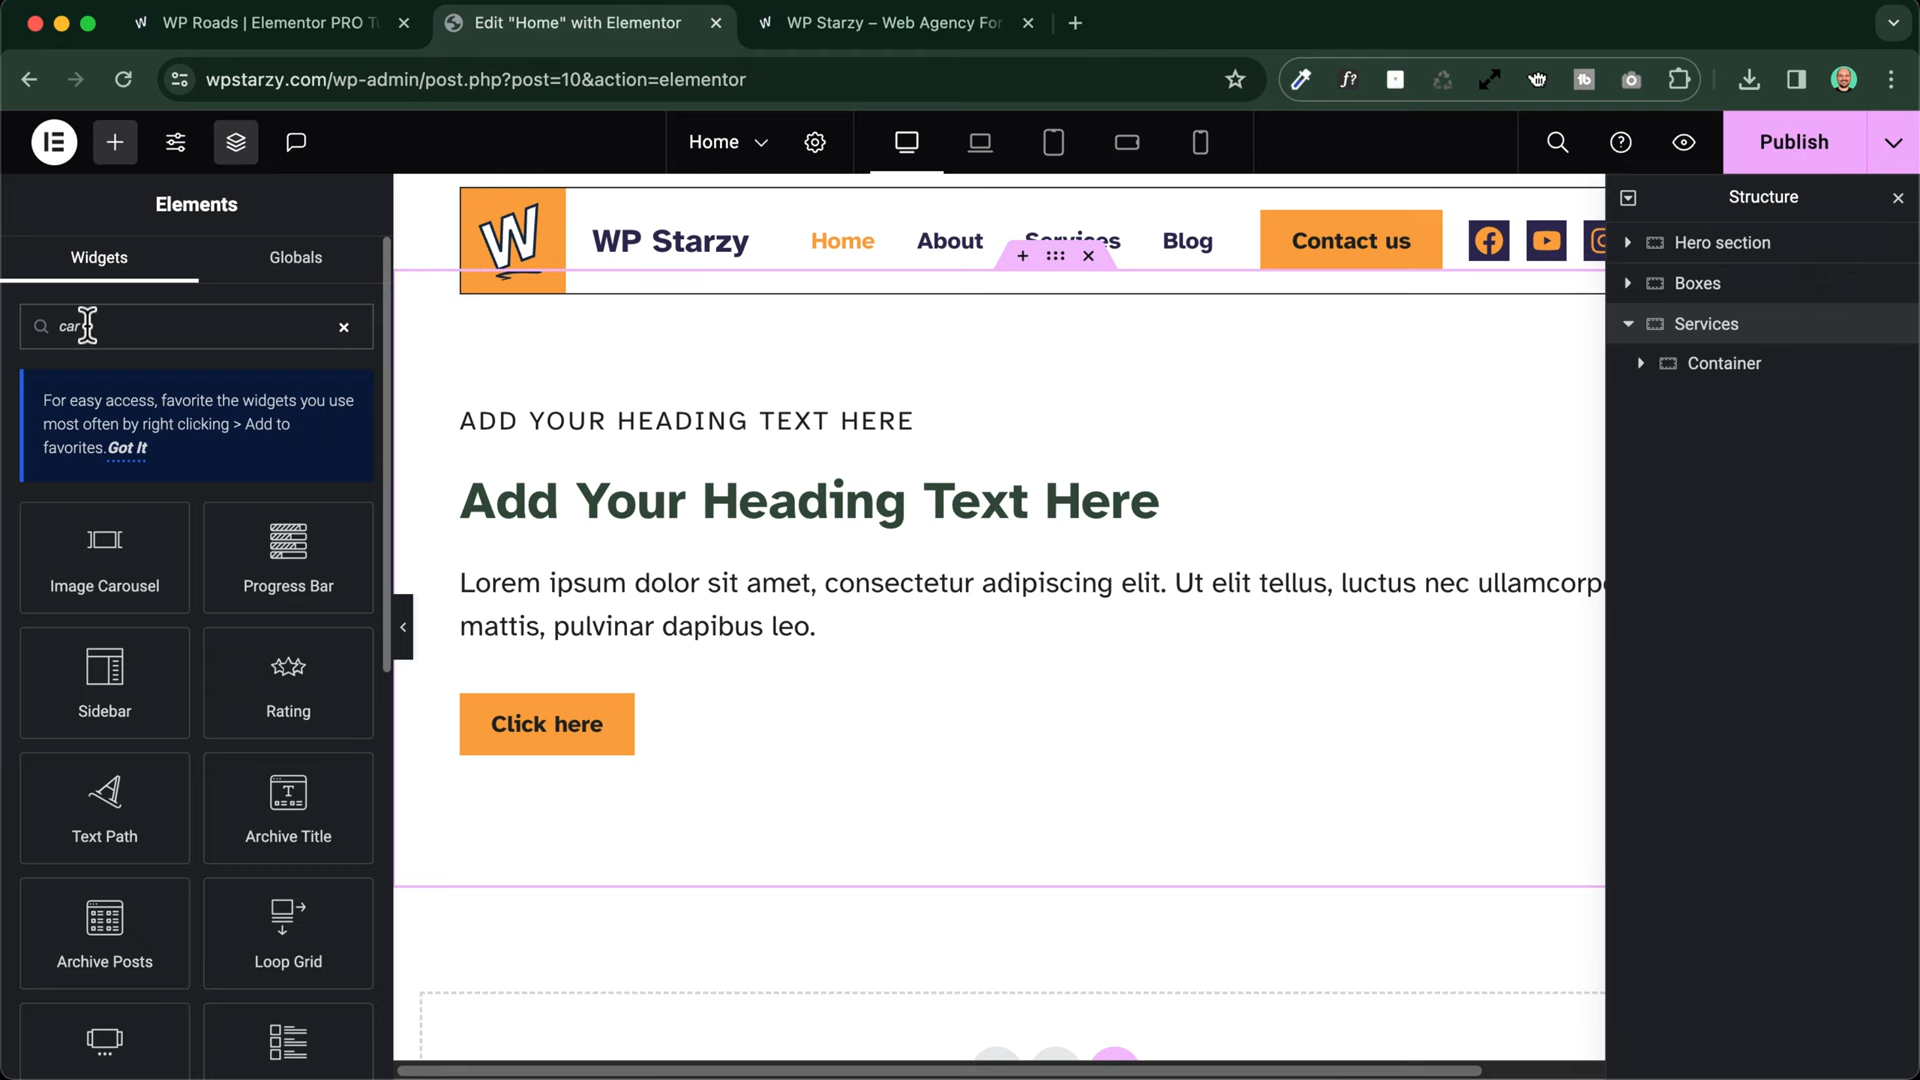 WP Roads | Elementor PRO Tu
Edit "Home" with Elementor
WP Starzy – Web Agency For
wpstarzy.com/wp-admin/post.php?post=10&action=elementor
Home
Publish
Elements
Widgets
Globals
car
For easy access, favorite the widgets you use
most often by right clicking > Add to
favorites. Got It
Image Carousel
Progress Bar
Sidebar
Rating
Text Path
Archive Title
Archive Posts
Loop Grid
W
WP Starzy
Home
About
Services
Blog
Contact us
ADD YOUR HEADING TEXT HERE
Add Your Heading Text Here
Lorem ipsum dolor sit amet, consectetur adipiscing elit. Ut elit tellus, luctus nec ullamcorpe
mattis, pulvinar dapibus leo.
Click here
Structure
Hero section
Boxes
Services
Container